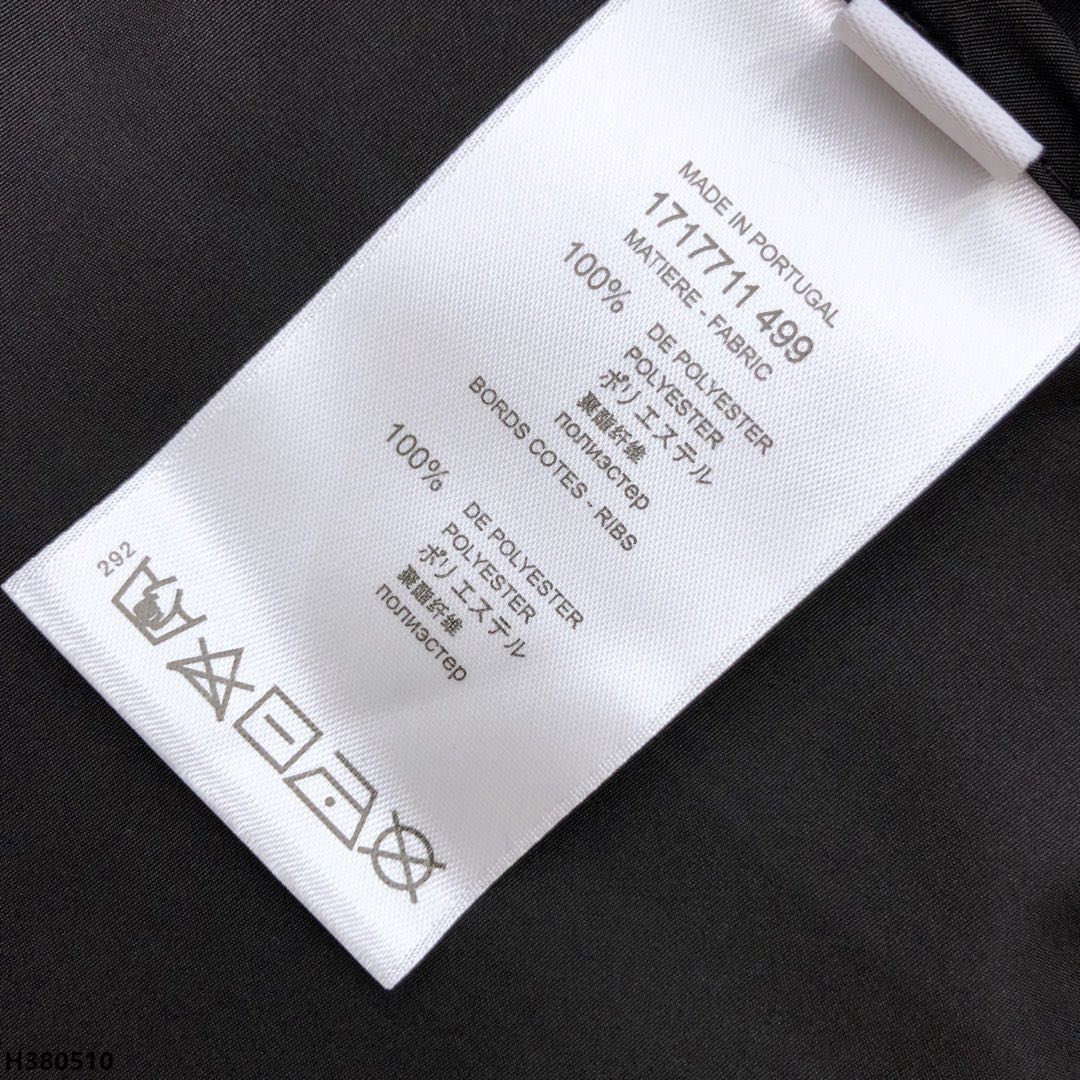 MADE IN PORTUGAL
1717711 499
MATIERE - FABRIC
100%
DE POLYESTER
POLYESTER
ポリエステル
聚酯纤维
полиэстер
BORDS COTES - RIBS
100%
DE POLYESTER
POLYESTER
ポリエステル
聚酯纤维
полиэстер
292
H380510